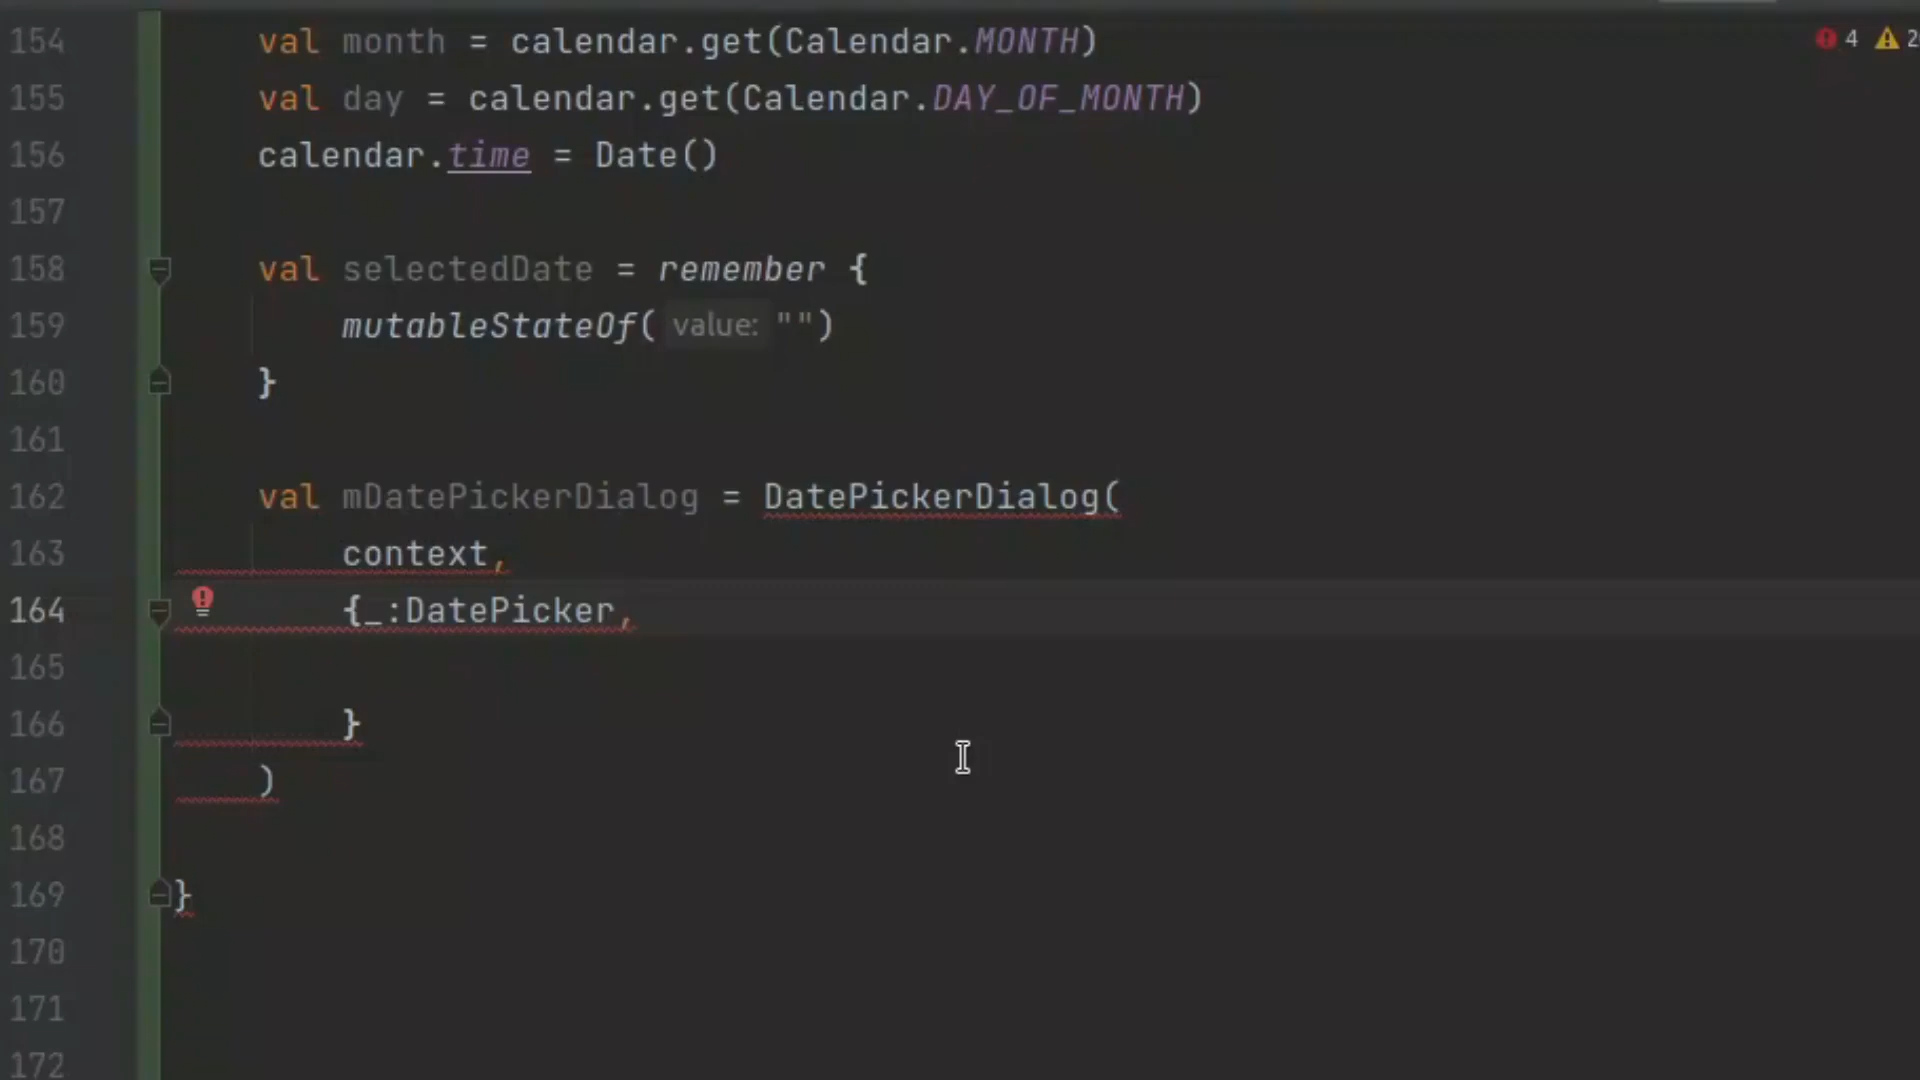 154 val month = calendar.get(Calendar.MONTH)
4 2
155 val day = calendar.get(Calendar.DAY_OF_MONTH)
156 calendar.time = Date()
157
158 val selectedDate = remember {
159 mutableStateOf( value: "")
160 }
161
162 val mDatePickerDialog = DatePickerDialog(
163 context,
164 {_:DatePicker,
165
166 }
167 )
168
169 }
170
171
172